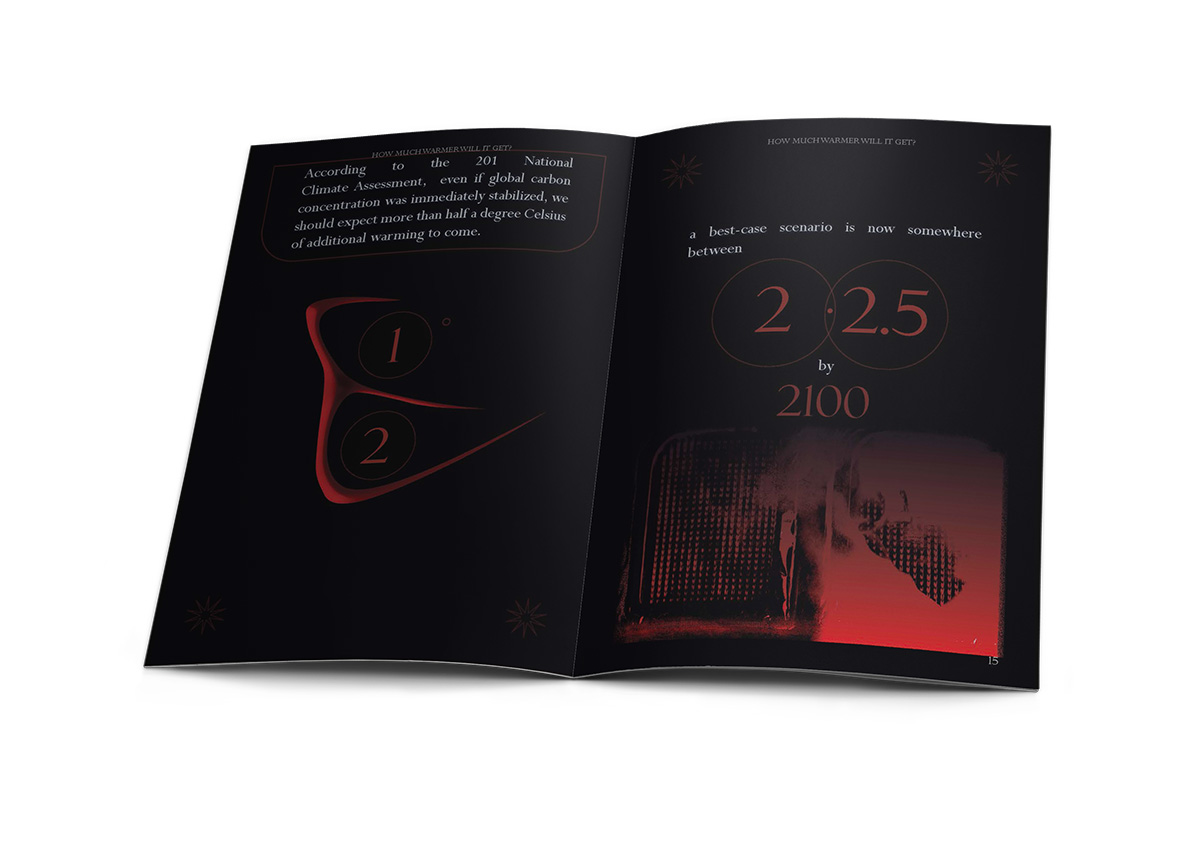 HOW MUCH WARMER WILL IT GET?
According to the 201 National
Climate Assessment, even if global carbon
concentration was immediately stabilized, we
should expect more than half a degree Celsius
of additional warming to come.
1°
2
HOW MUCH WARMER WILL IT GET?
a best-case scenario is now somewhere
between
2 · 2.5
by
2100
15